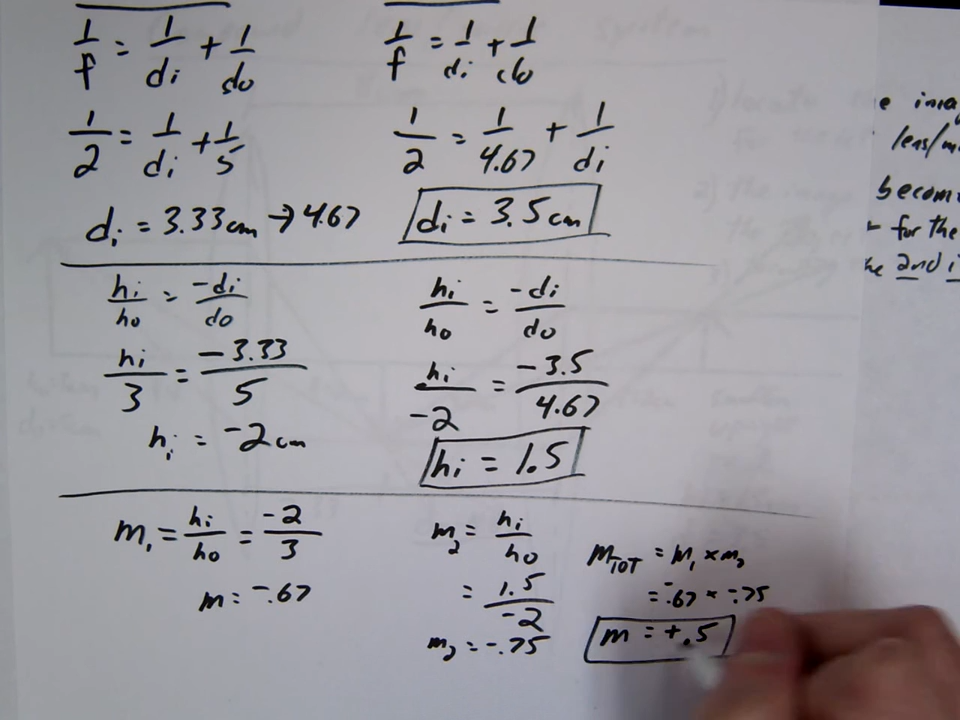 1/f = 1/di + 1/do
1/2 = 1/di + 1/5
di = 3.33cm → 4.67
hi/ho = -di/do
hi/3 = -3.33/5
hi = -2cm
m1 = hi/ho = -2/3
m = -.67
1/f = 1/di + 1/do
1/2 = 1/4.67 + 1/di
di = 3.5cm
hi/ho = -di/do
hi/-2 = -3.5/4.67
hi = 1.5
m2 = hi/ho
= 1.5/-2
m2 = -.75
mTOT = m1 × m2
= -.67 × -.75
m = +.5
e
lens/m
becom
for the
he 2nd i